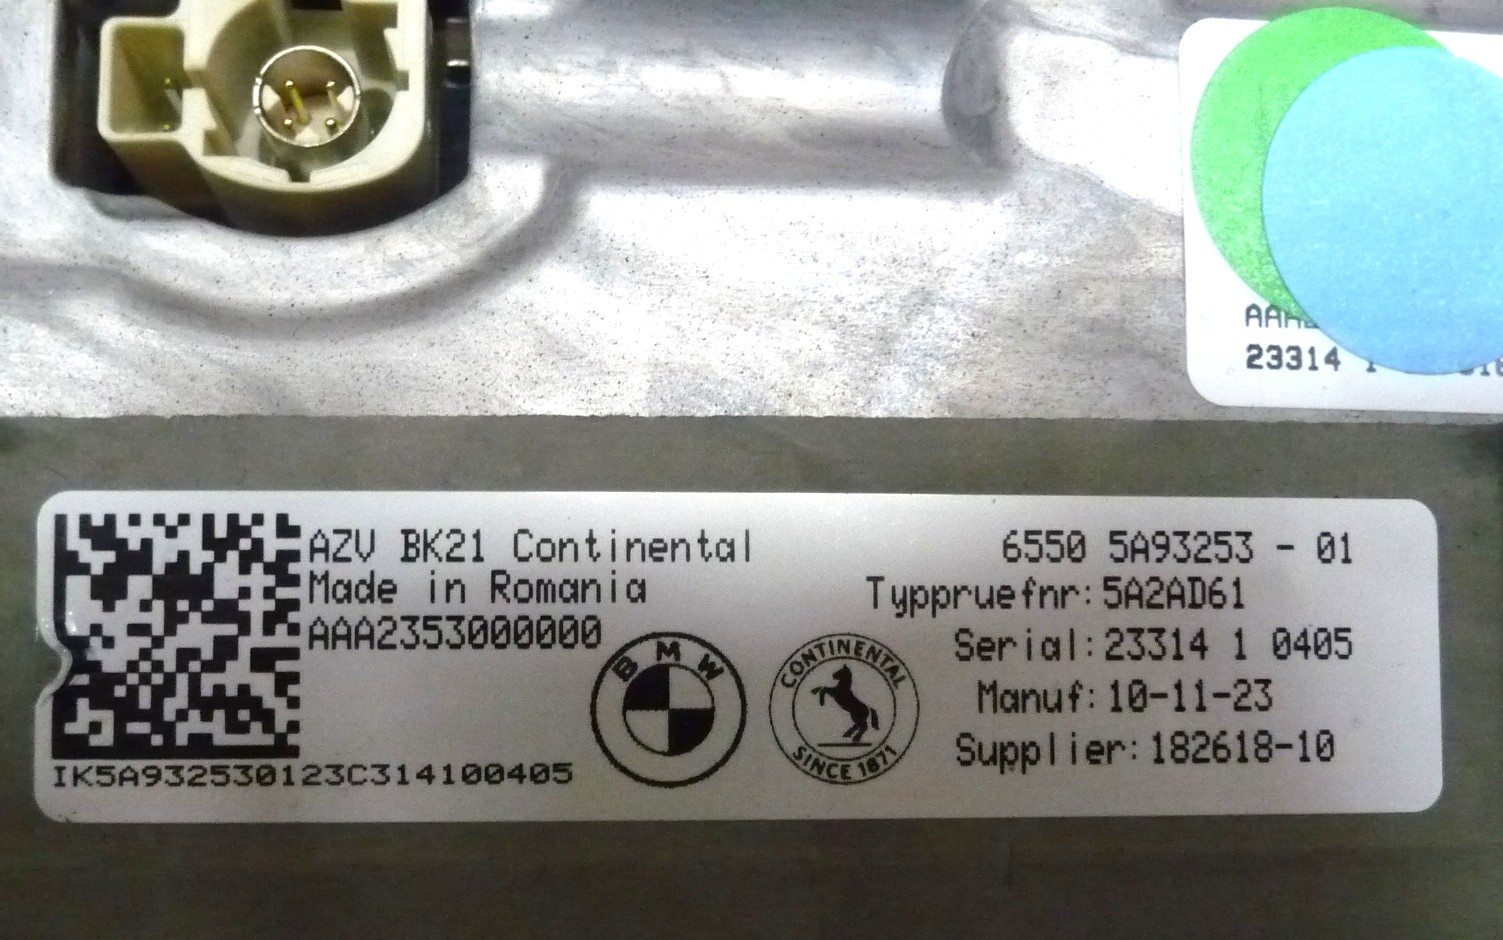 23314
AZV BK21 Continental
Made in Romania
AAA2353000000
IK5A932530123C314100405
BMW
CONTINENTAL
SINCE 1871
6550 5A93253 - 01
Typpruefnr: 5A2AD61
Serial: 23314 1 0405
Manuf: 10-11-23
Supplier: 182618-10